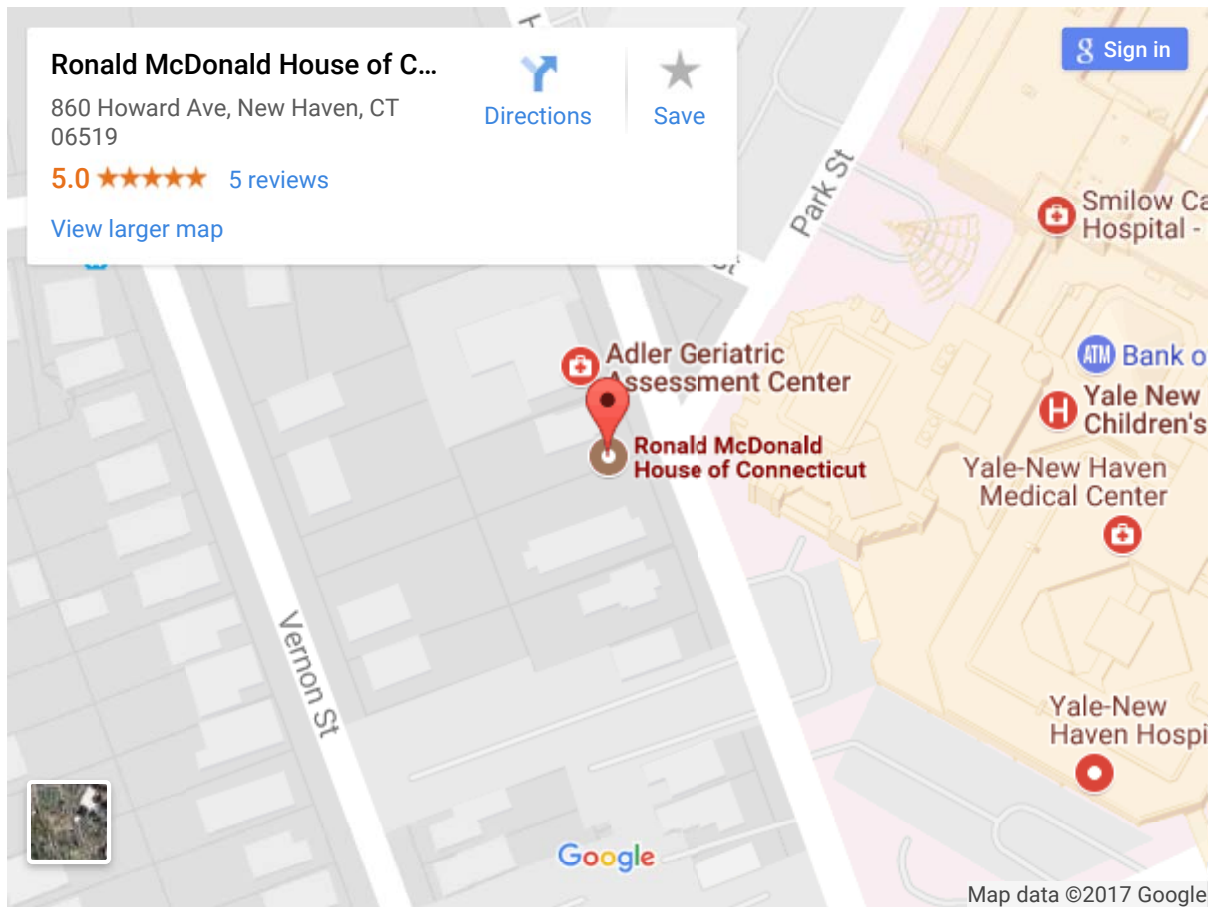 Ronald McDonald House of C...
860 Howard Ave, New Haven, CT
06519
5.0
5 reviews
View larger map
Directions
Save
g Sign in
Park St
St
Smilow Ca
Hospital -
Adler Geriatric
Assessment Center
ATM
Bank o
H
Yale New
Children's
Ronald McDonald
House of Connecticut
Yale-New Haven
Medical Center
Vernon St
Yale-New
Haven Hospi
Google
Map data ©2017 Google